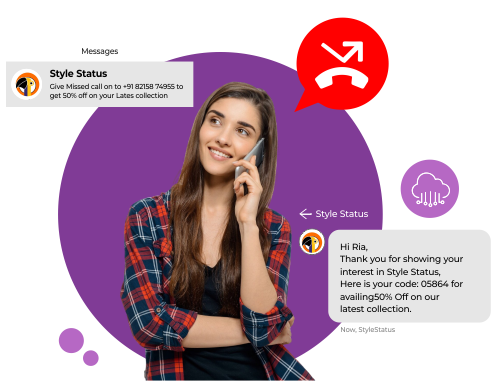 Messages
Style Status
Give Missed call on to +91 82158 74955 to
get 50% off on your Lates collection
Style Status
Hi Ria,
Thank you for showing your
interest in Style Status,
Here is your code: 05864 for
availing50% Off on our
latest collection.
Now, StyleStatus